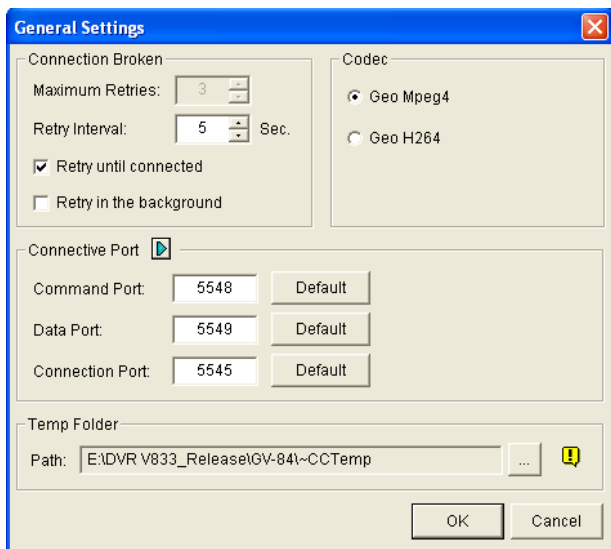 General Settings
Connection Broken
Maximum Retries: 3
Retry Interval: 5 Sec.
Retry until connected
Retry in the background
Codec
Geo Mpeg4
Geo H264
Connective Port
Command Port: 5548 Default
Data Port: 5549 Default
Connection Port: 5545 Default
Temp Folder
Path: E:\DVR V833_Release\GV-84\~CCTemp ...
OK Cancel